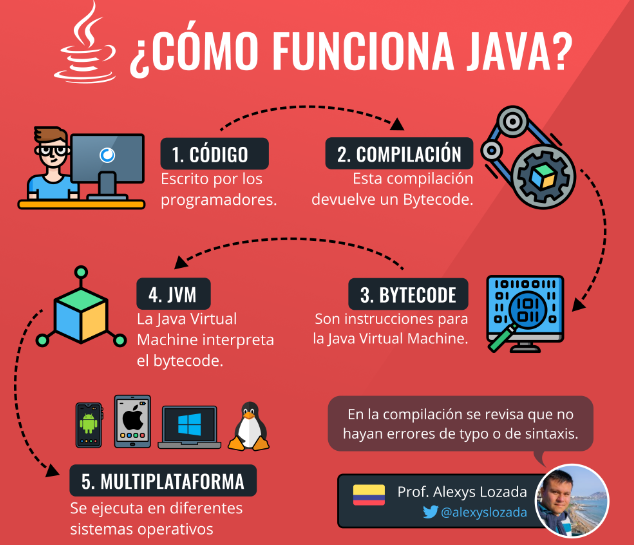 ¿CÓMO FUNCIONA JAVA?
1. CÓDIGO
Escrito por los
programadores.
2. COMPILACIÓN
Esta compilación
devuelve un Bytecode.
3. BYTECODE
Son instrucciones para
la Java Virtual Machine.
4. JVM
La Java Virtual
Machine interpreta
el bytecode.
5. MULTIPLATAFORMA
Se ejecuta en diferentes
sistemas operativos
En la compilación se revisa que no
hayan errores de typo o de sintaxis.
Prof. Alexys Lozada
@alexyslozada